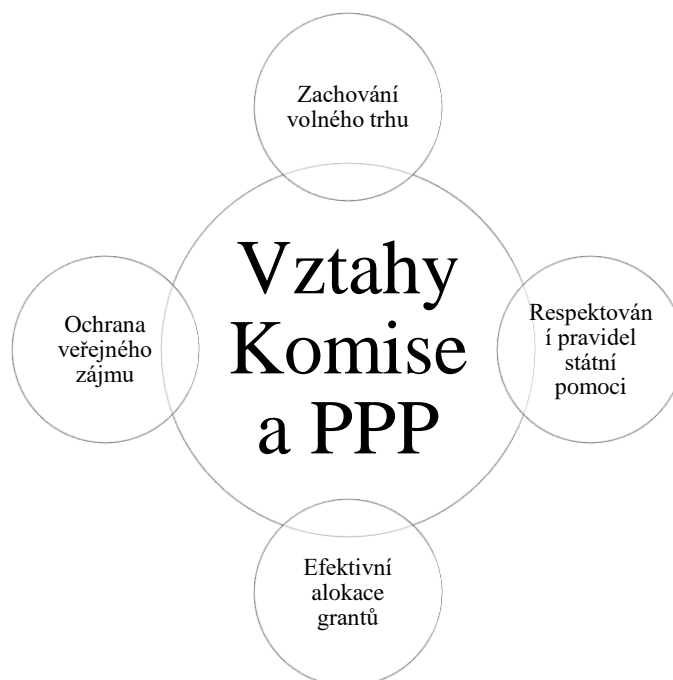 Zachování
volného trhu
Vztahy
Komise
a PPP
Ochrana
veřejného
zájmu
Respektován
í pravidel
státní
pomoci
Efektivní
alokace
grantů